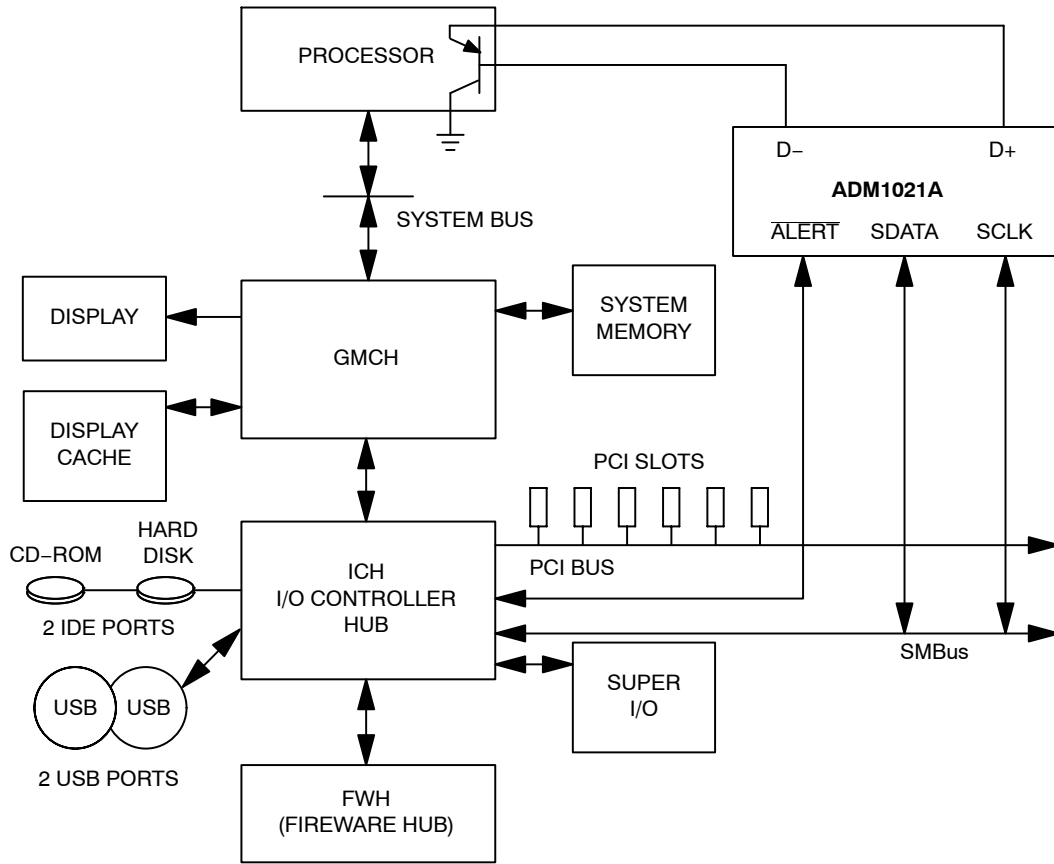 PROCESSOR
D−
D+
ADM1021A
ALERT
SDATA
SCLK
SYSTEM BUS
DISPLAY
GMCH
SYSTEM
MEMORY
DISPLAY
CACHE
PCI SLOTS
HARD
DISK
CD−ROM
ICH
I/O CONTROLLER
HUB
PCI BUS
2 IDE PORTS
SMBus
USB
USB
SUPER
I/O
2 USB PORTS
FWH
(FIREWARE HUB)